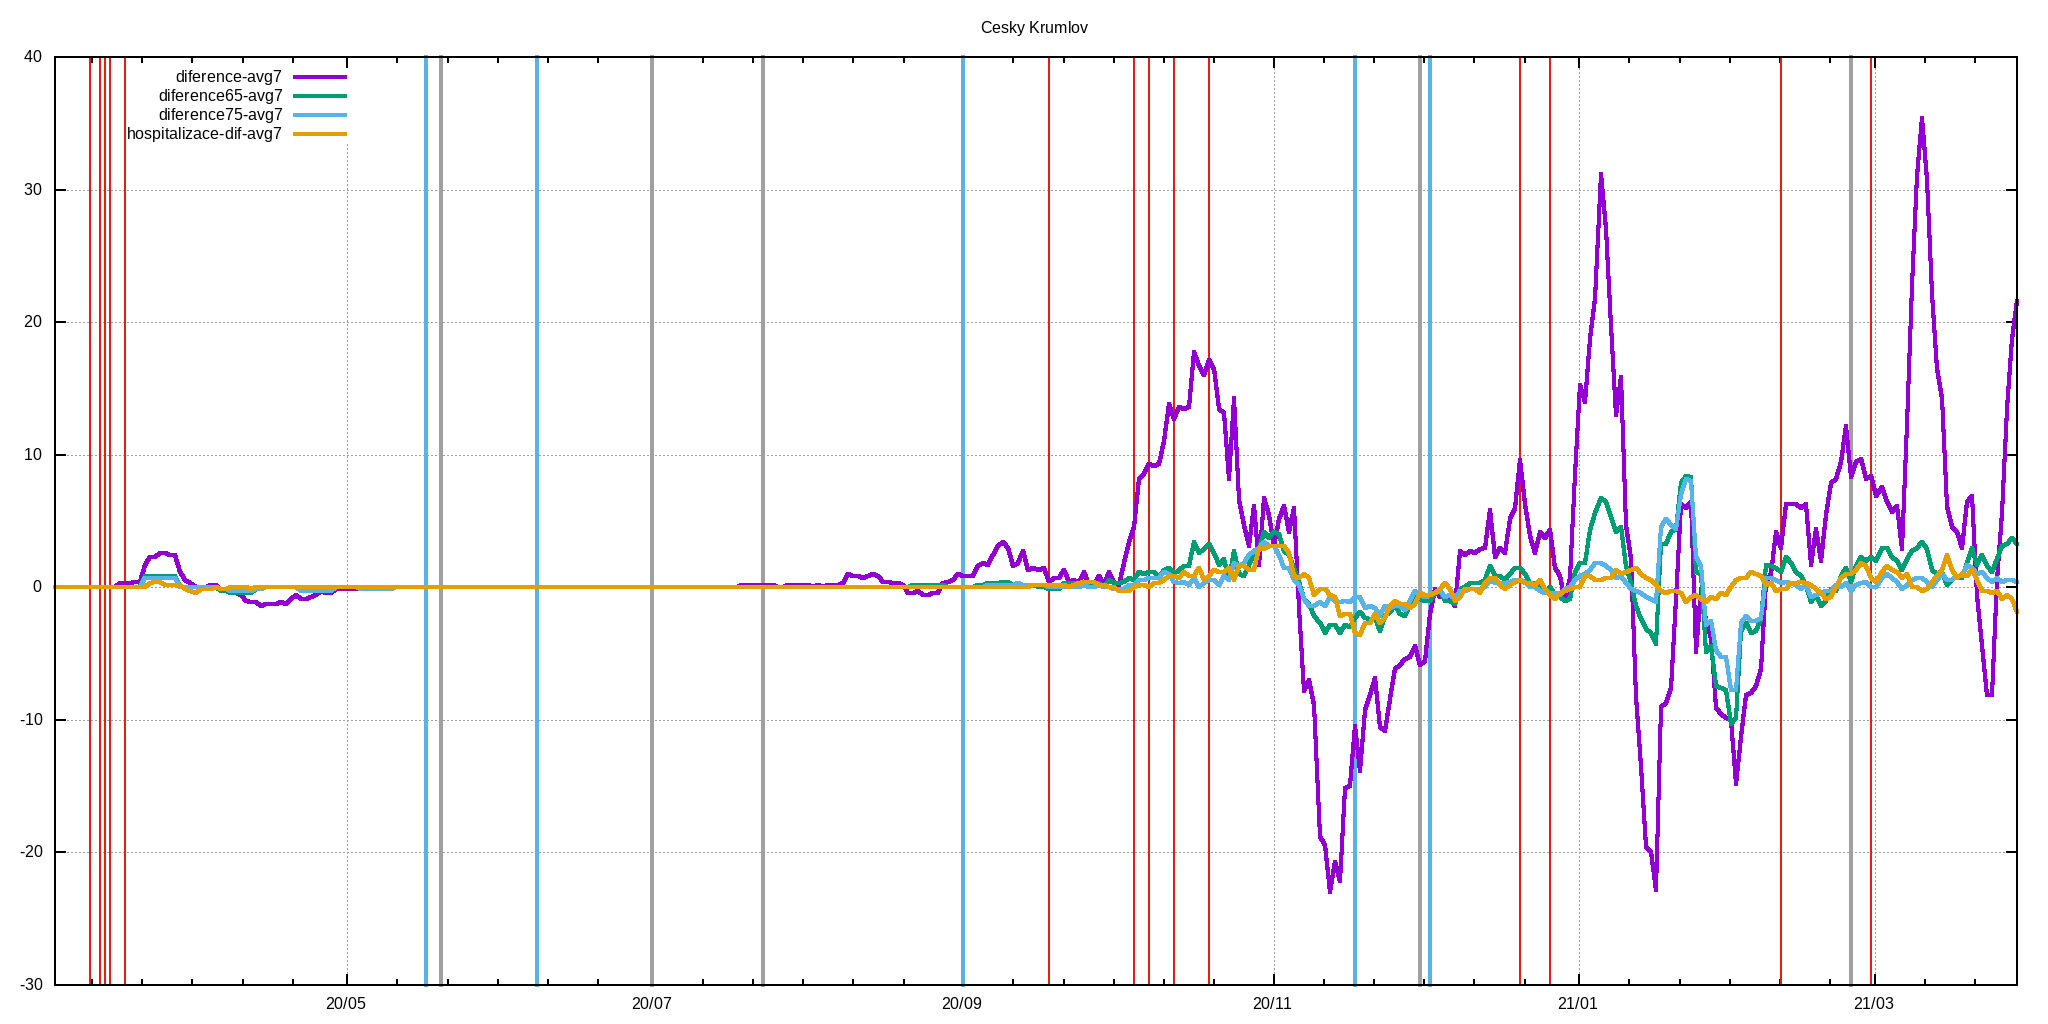 Cesky Krumlov
diference-avg7
diference65-avg7
diference75-avg7
hospitalizace-dif-avg7
40
30
20
10
0
-10
-20
-30
20/05 20/07 20/09 20/11 21/01 21/03